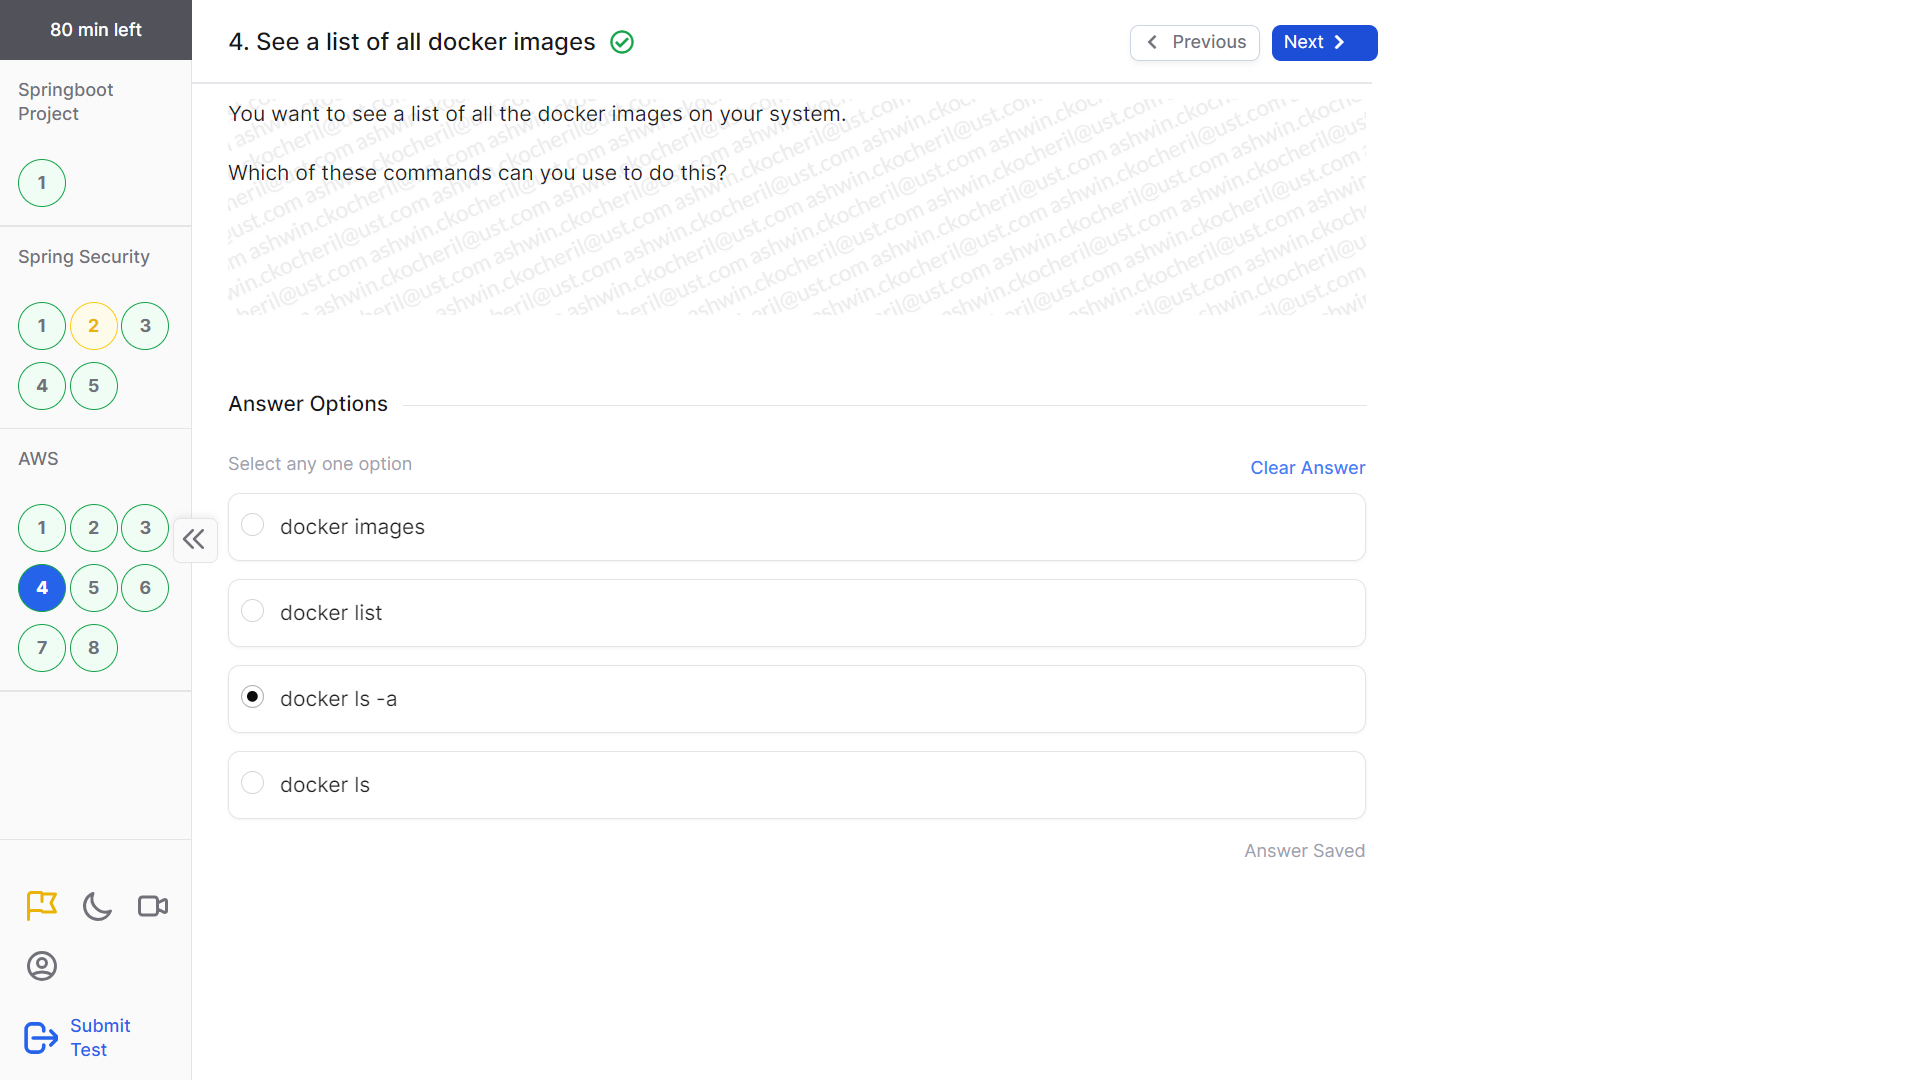 80 min left
4. See a list of all docker images
Previous
Next
Springboot
Project
1
Spring Security
1 2 3
4 5
AWS
1 2 3
4 5 6
7 8
You want to see a list of all the docker images on your system.
Which of these commands can you use to do this?
ashwin.ckocheril@ust.com
Answer Options
Select any one option
Clear Answer
docker images
docker list
docker ls -a
docker ls
Answer Saved
Submit
Test